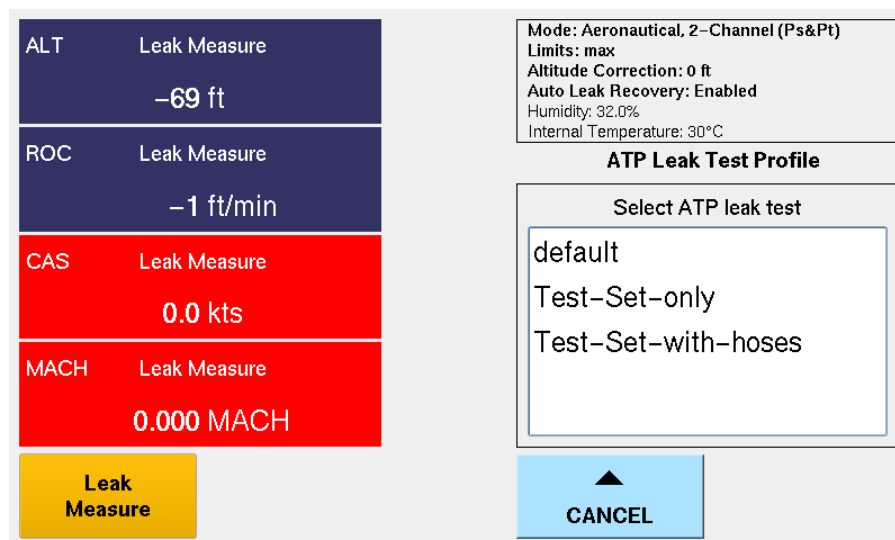 ALT Leak Measure
−69 ft
ROC Leak Measure
−1 ft/min
CAS Leak Measure
0.0 kts
MACH Leak Measure
0.000 MACH
Leak
Measure
Mode: Aeronautical, 2−Channel (Ps&Pt)
Limits: max
Altitude Correction: 0 ft
Auto Leak Recovery: Enabled
Humidity: 32.0%
Internal Temperature: 30°C
ATP Leak Test Profile
Select ATP leak test
default
Test−Set−only
Test−Set−with−hoses
CANCEL